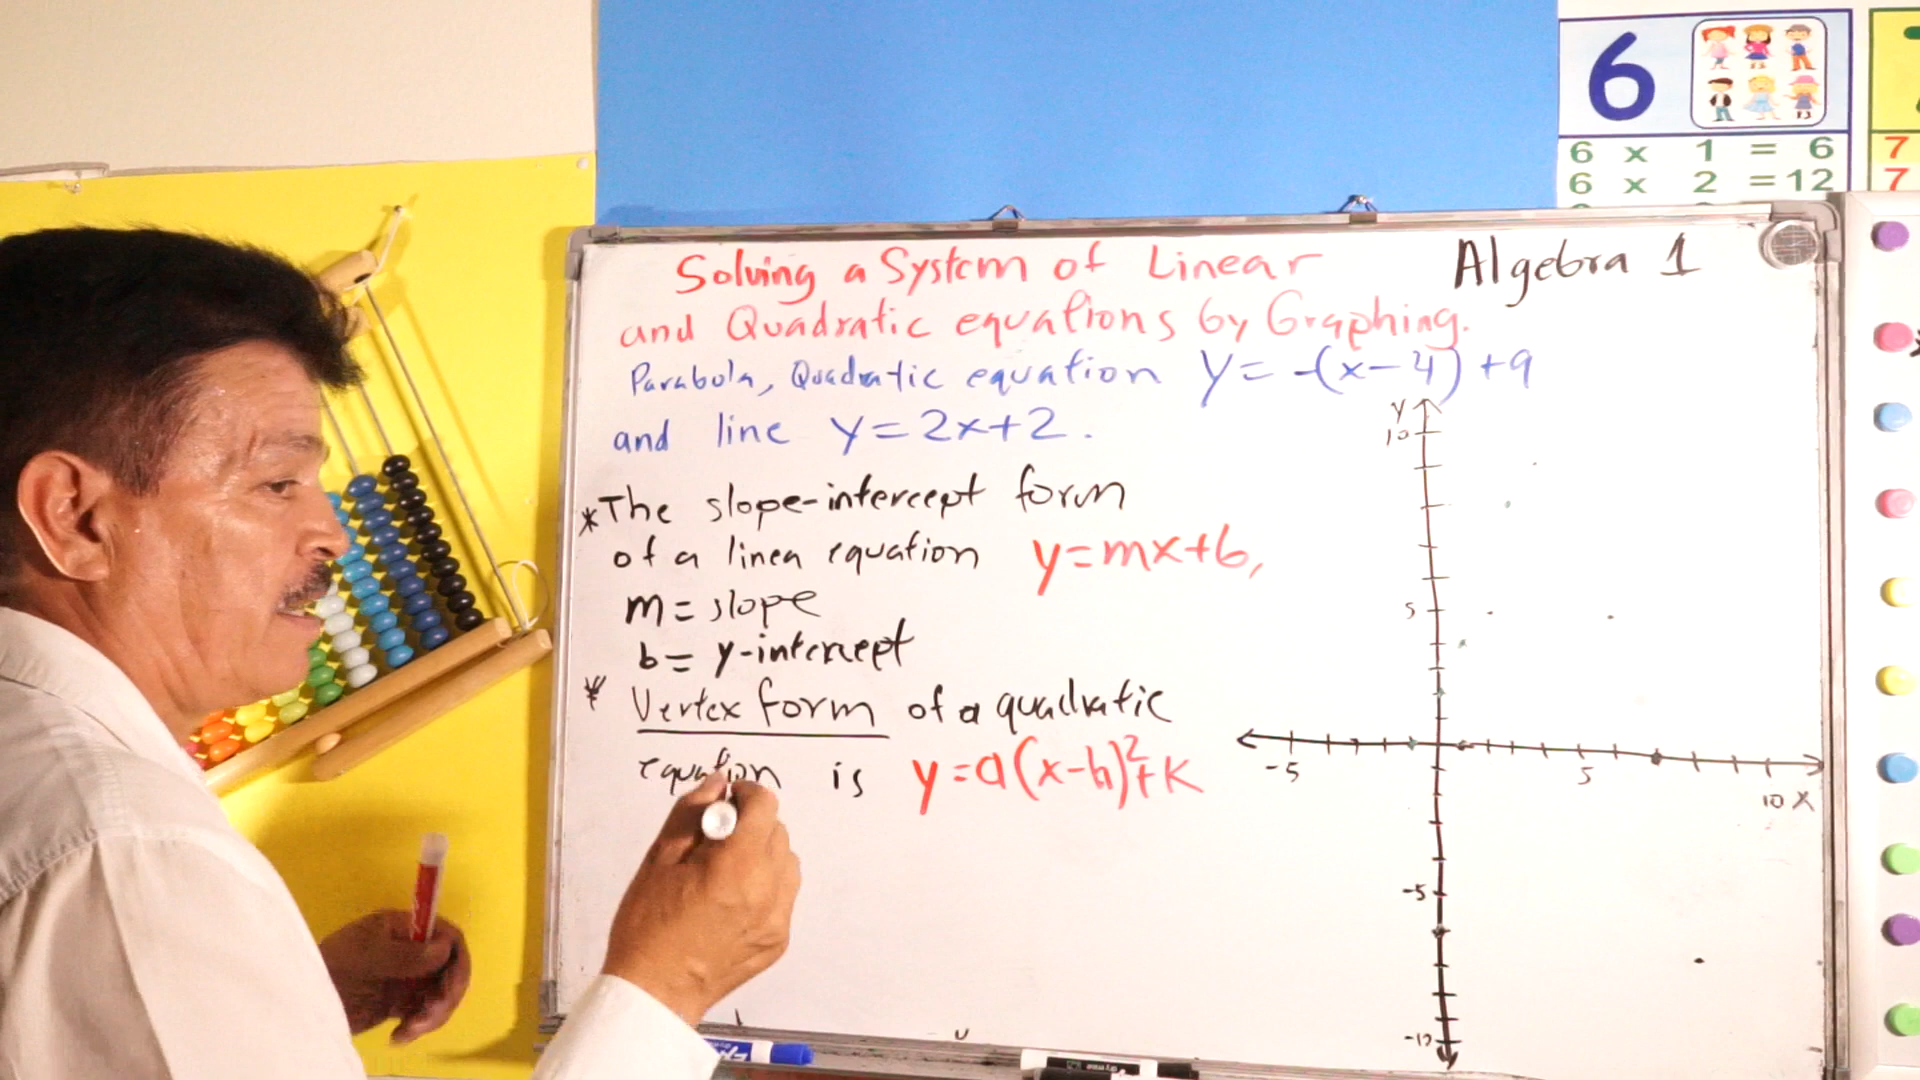 6
6 x 1 = 6
6 x 2 = 12
7
7
Solving a System of Linear
Algebra 1
and Quadratic equations by Graphing.
Parabola, Quadratic equation y = -(x-4) + 9
and line y = 2x + 2.
*The slope-intercept form
of a linea equation y = mx + b,
m = slope
b = y-intercept
* Vertex form of a quadratic
equation is y = a(x-h)² + k
y
10
5
-5 5 10 X
-5
-10